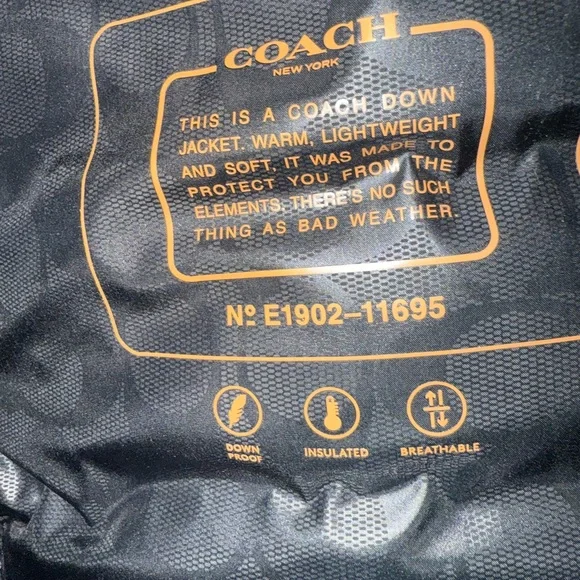 COACH
NEW YORK
THIS IS A COACH DOWN
JACKET. WARM, LIGHTWEIGHT
AND SOFT, IT WAS MADE TO
PROTECT YOU FROM THE
ELEMENTS. THERE'S NO SUCH
THING AS BAD WEATHER.
Nº E1902–11695
DOWN
PROOF
INSULATED
BREATHABLE